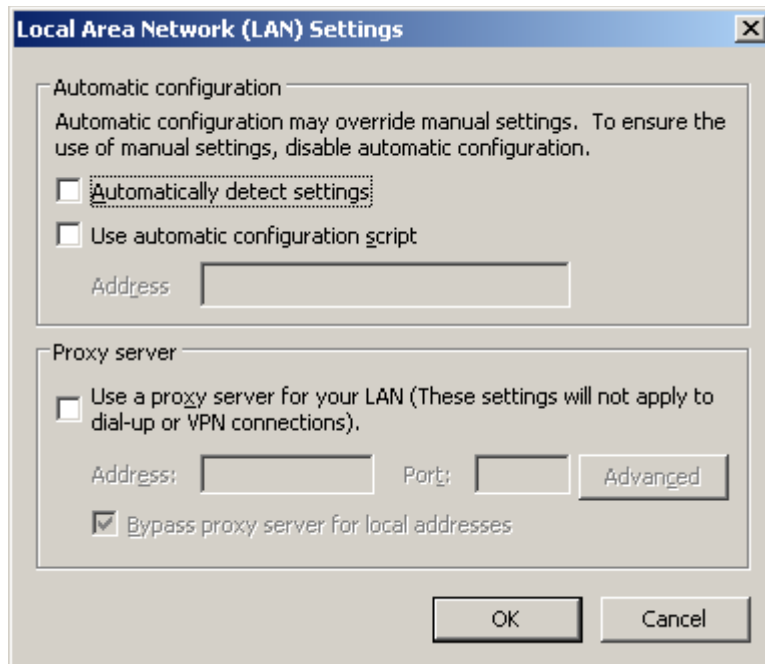 Local Area Network (LAN) Settings
Automatic configuration
Automatic configuration may override manual settings. To ensure the
use of manual settings, disable automatic configuration.
Automatically detect settings
Use automatic configuration script
Address
Proxy server
Use a proxy server for your LAN (These settings will not apply to
dial-up or VPN connections).
Address: Port: Advanced
Bypass proxy server for local addresses
OK Cancel